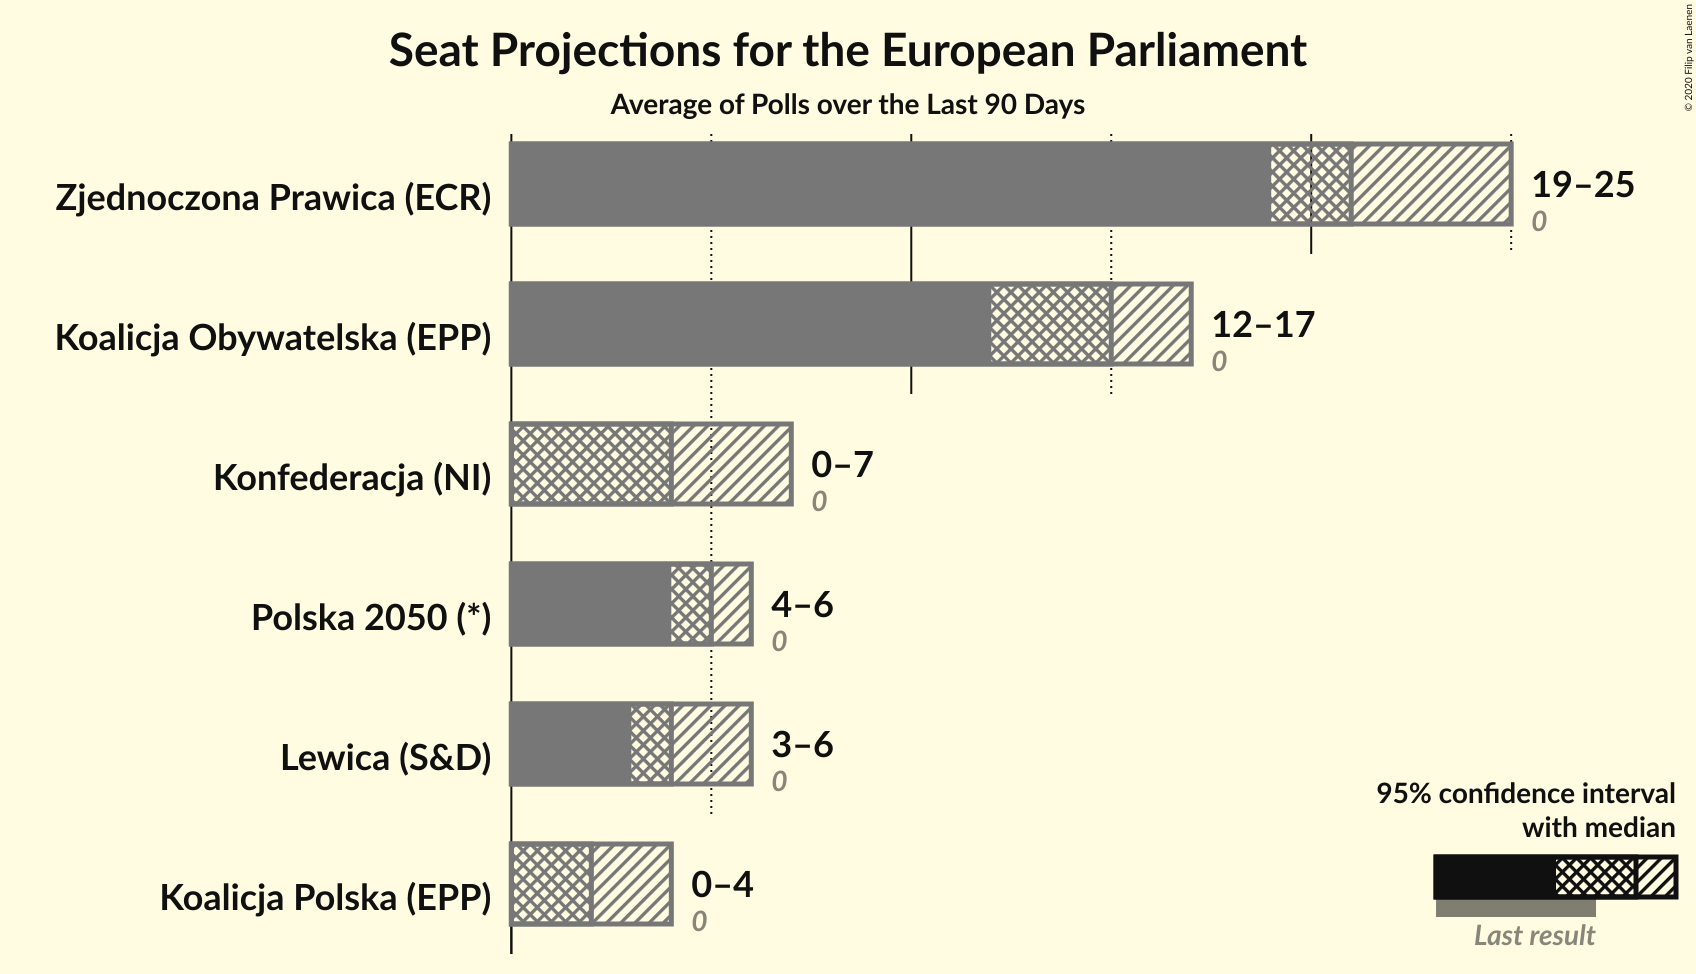 Seat Projections for the European Parliament
Average of Polls over the Last 90 Days
© 2020 Filip van Laenen
Zjednoczona Prawica (ECR)
19–25
0
Koalicja Obywatelska (EPP)
12–17
0
Konfederacja (NI)
0–7
0
Polska 2050 (*)
4–6
0
Lewica (S&D)
3–6
0
Koalicja Polska (EPP)
0–4
0
95% confidence interval
with median
Last result